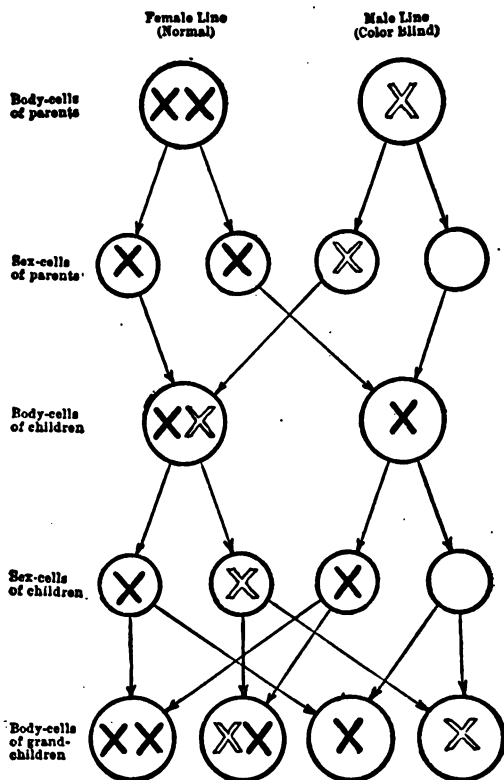 Female Line
(Normal)
Male Line
(Color Blind)
Body-cells
of parents
X X
X
Sex-cells
of parents
X
X
X
Body-cells
of children
X X
X
Sex-cells
of children
X
X
X
Body-cells
of grand-
children
X X
X X
X
X